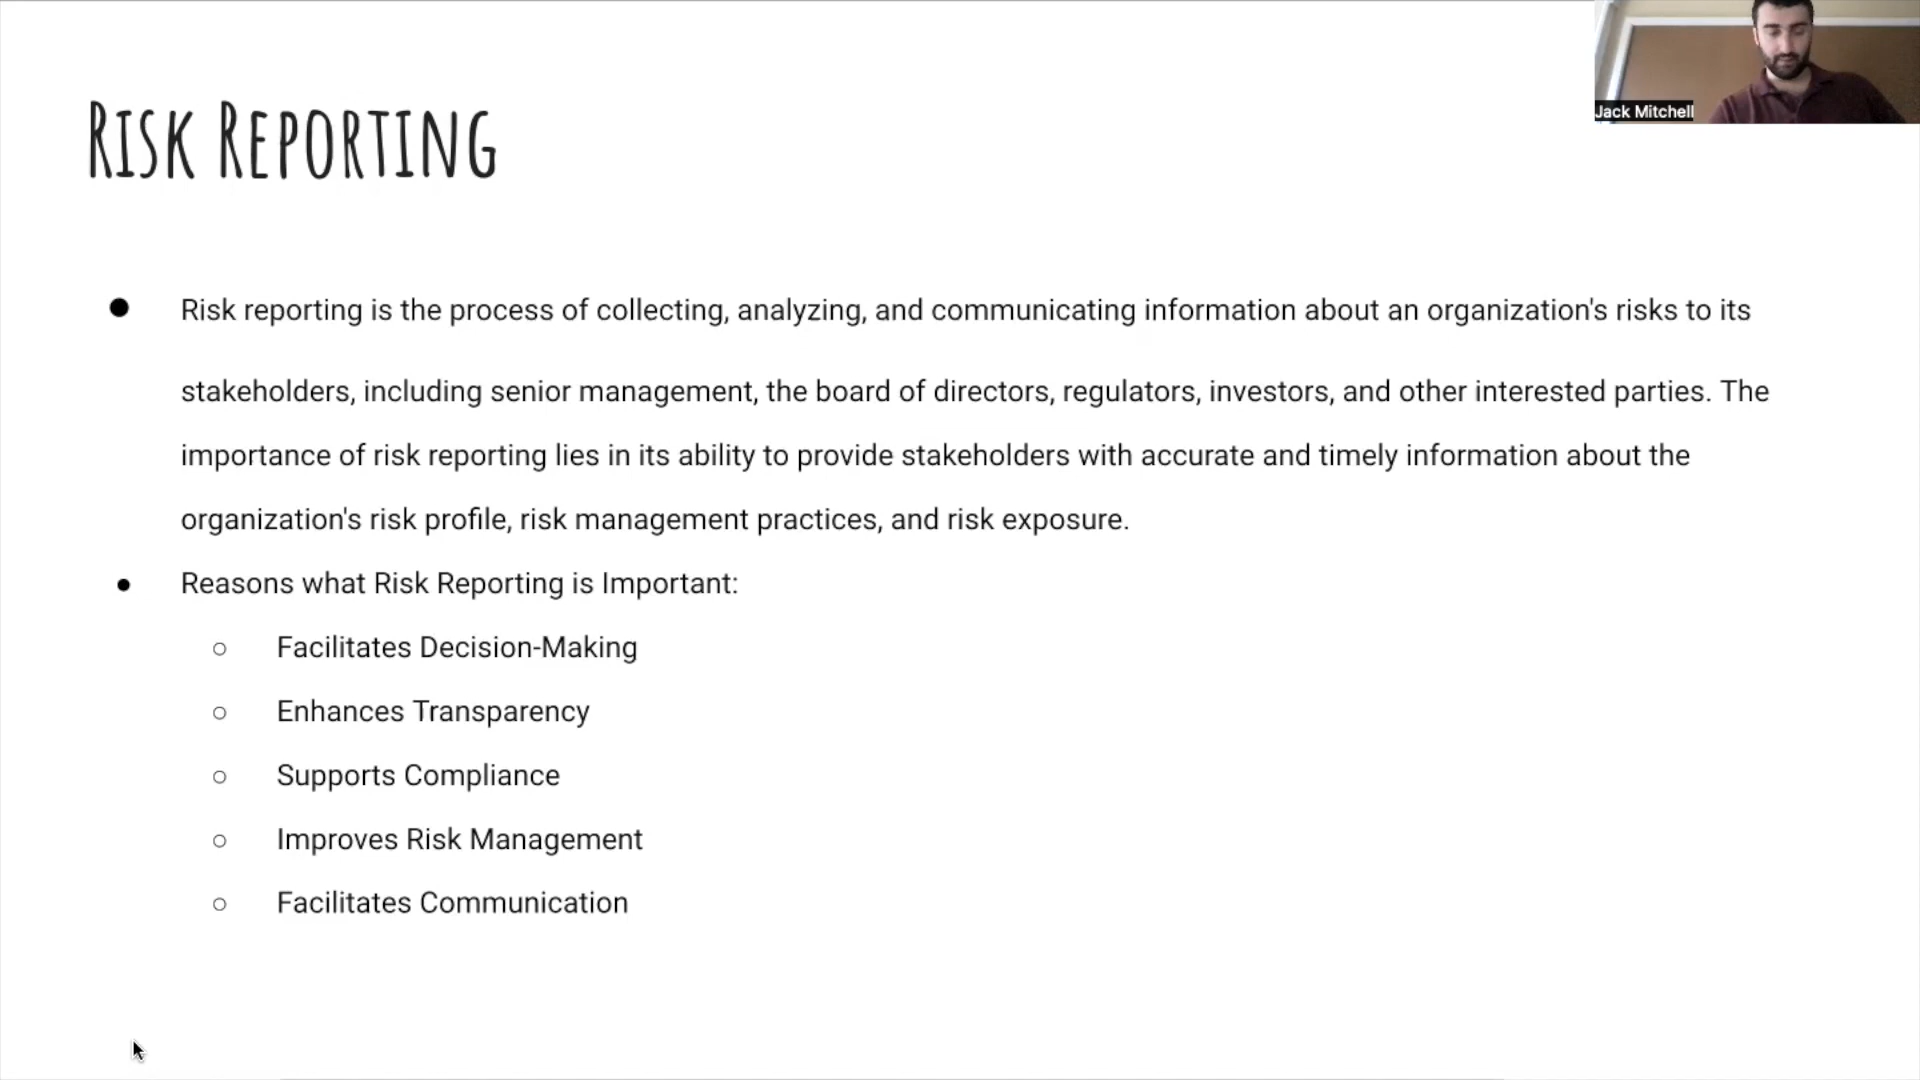 Jack Mitchell
Risk Reporting
Risk reporting is the process of collecting, analyzing, and communicating information about an organization's risks to its
stakeholders, including senior management, the board of directors, regulators, investors, and other interested parties. The
importance of risk reporting lies in its ability to provide stakeholders with accurate and timely information about the
organization's risk profile, risk management practices, and risk exposure.
Reasons what Risk Reporting is Important:
Facilitates Decision-Making
Enhances Transparency
Supports Compliance
Improves Risk Management
Facilitates Communication